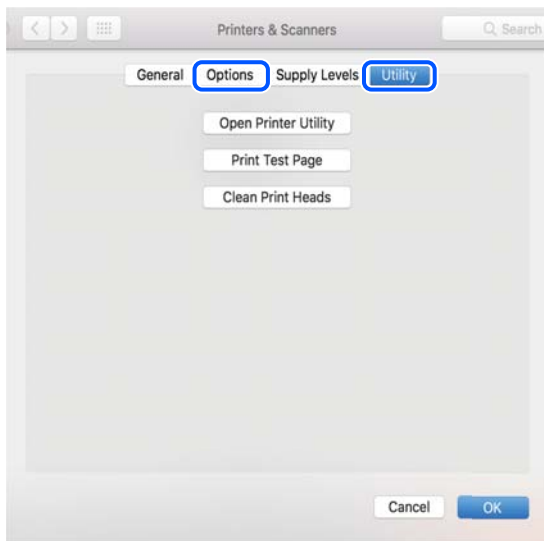 Printers & Scanners Search
General Options Supply Levels Utility
Open Printer Utility
Print Test Page
Clean Print Heads
Cancel OK